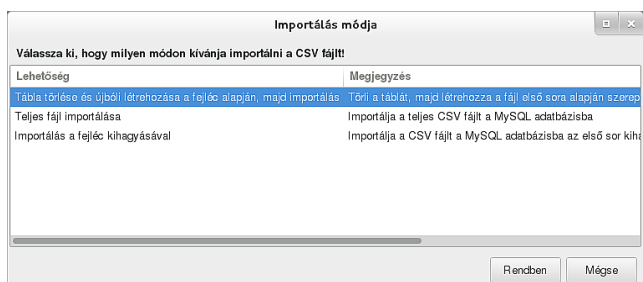 Importálás módja
Válassza ki, hogy milyen módon kívánja importálni a CSV fájlt!
Lehetőség Megjegyzés
Tábla törlése és újbóli létrehozása a fejléc alapján, majd importálás Törli a táblát, majd létrehozza a fájl első sora alapján szerep
Teljes fájl importálása Importálja a teljes CSV fájlt a MySQL adatbázisba
Importálás a fejléc kihagyásával Importálja a CSV fájlt a MySQL adatbázisba az első sor kiha
Rendben Mégse